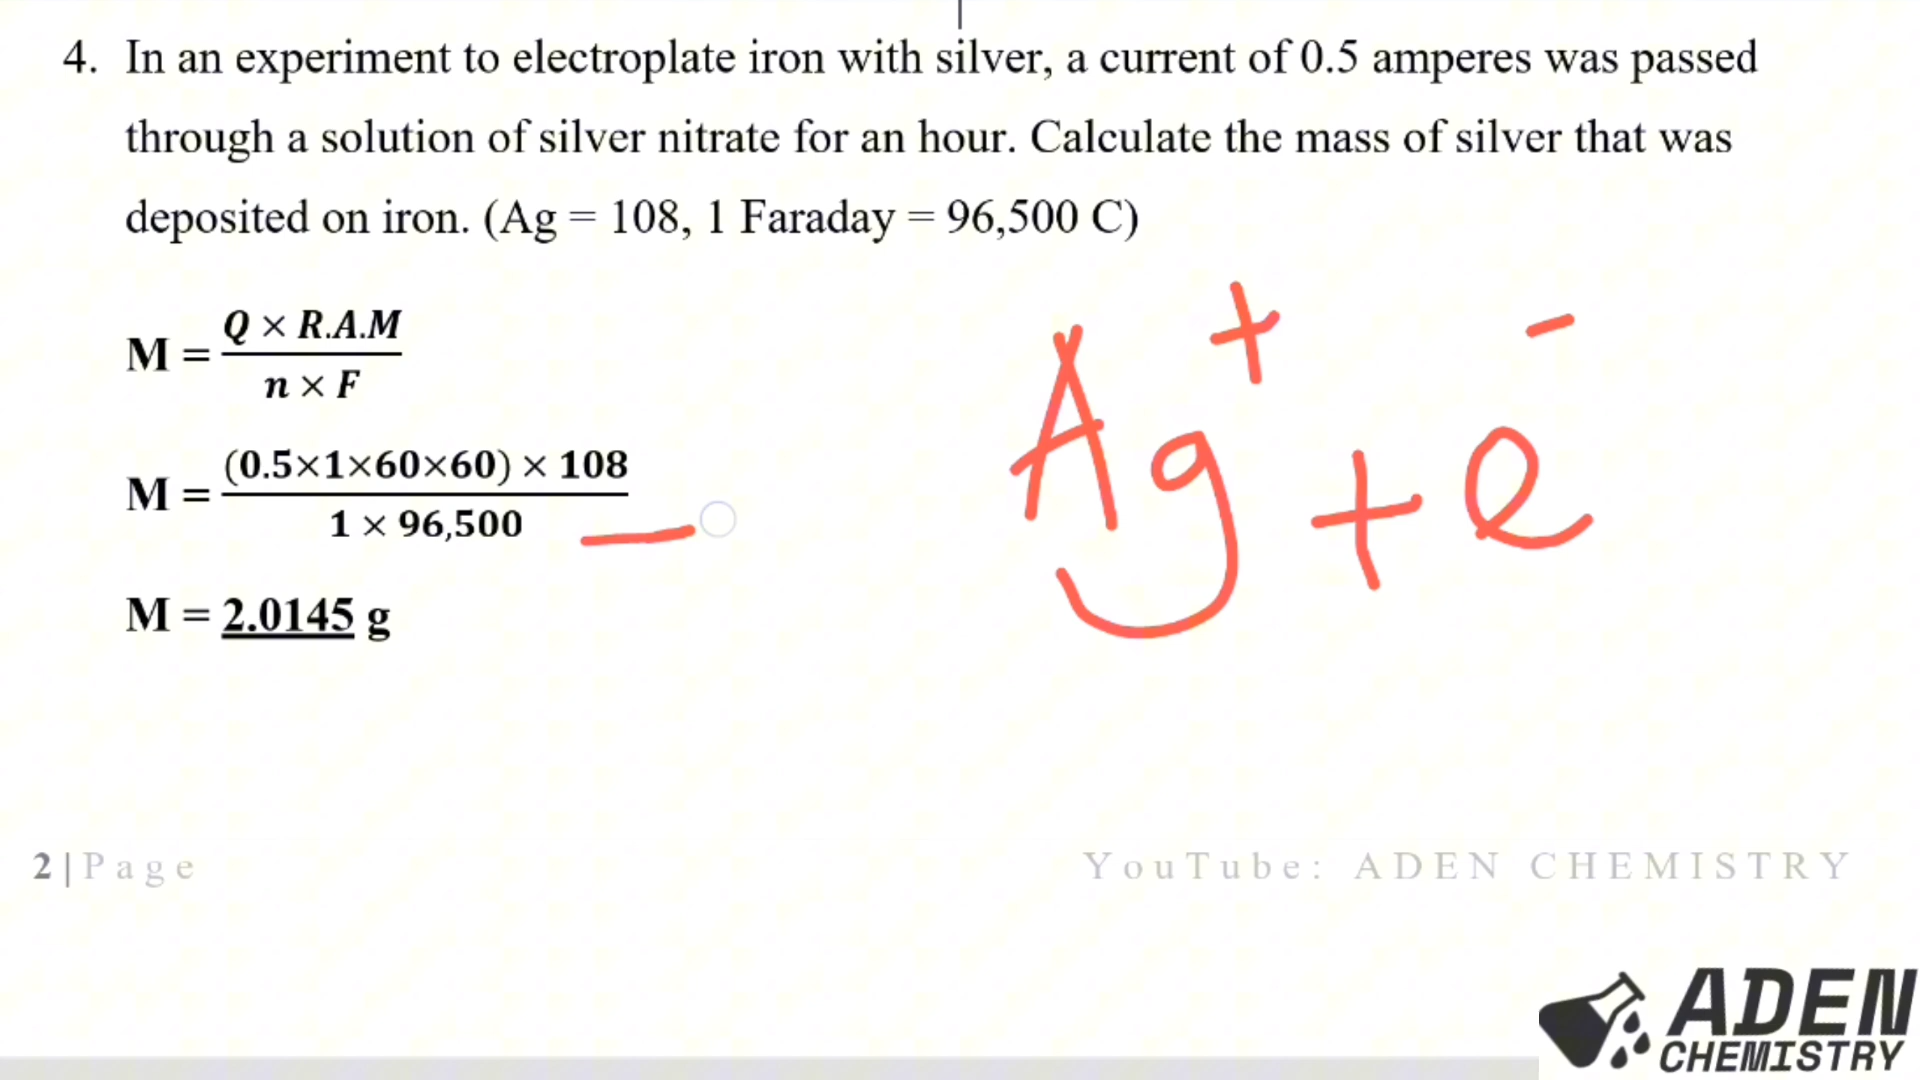 4. In an experiment to electroplate iron with silver, a current of 0.5 amperes was passed
through a solution of silver nitrate for an hour. Calculate the mass of silver that was
deposited on iron. (Ag = 108, 1 Faraday = 96,500 C)
M = Q × R.A.M / n × F
M = (0.5×1×60×60) × 108 / 1 × 96,500
M = 2.0145 g
Ag⁺ + e⁻
2 | Page
YouTube: ADEN CHEMISTRY
ADEN
CHEMISTRY